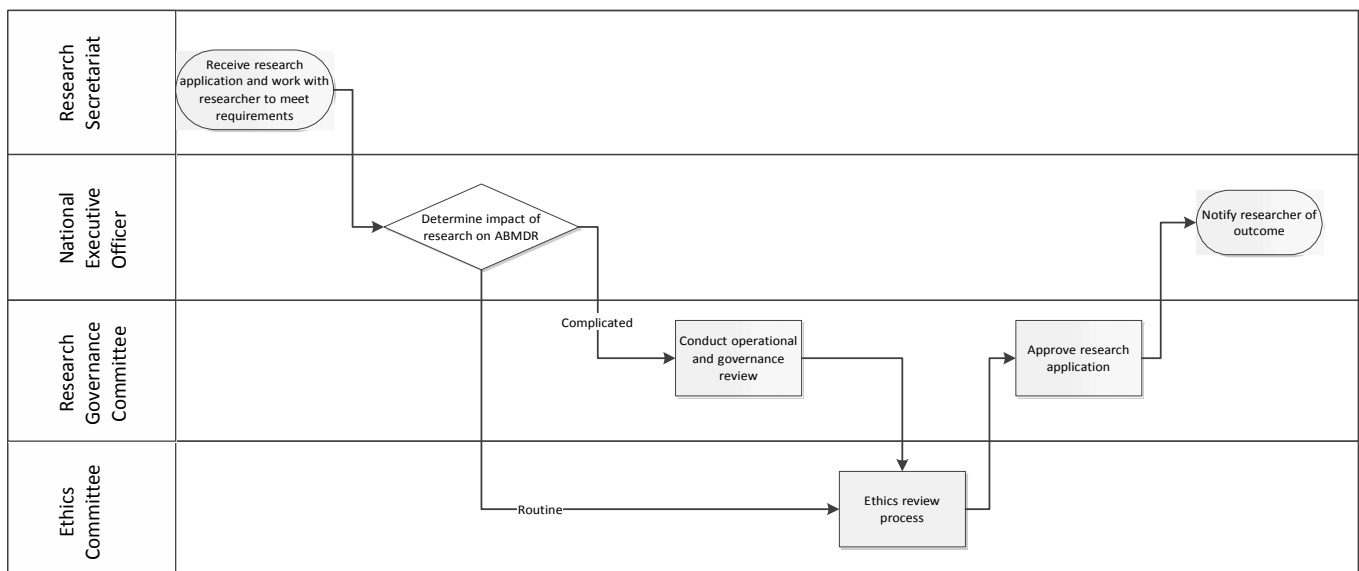 Research
Secretariat
Receive research
application and work with
researcher to meet
requirements
National
Executive
Officer
Determine impact of
research on ABMDR
Notify researcher of
outcome
Research
Governance
Committee
Complicated
Conduct operational
and governance
review
Approve research
application
Ethics
Committee
Routine
Ethics review
process